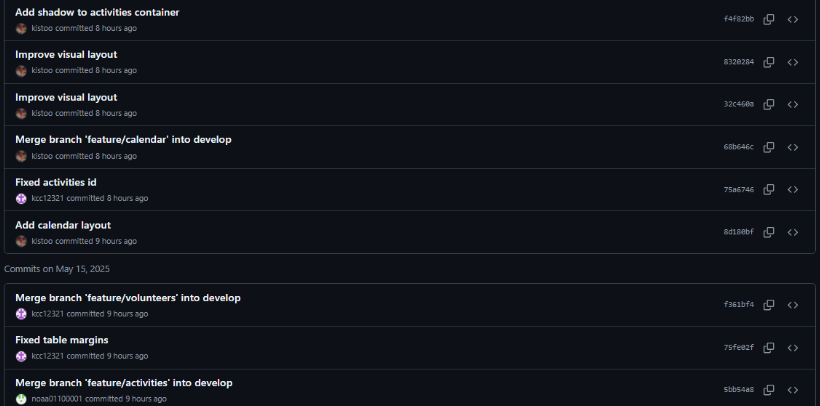 Add shadow to activities container
f4f82bb
kistoo committed 8 hours ago
Improve visual layout
8320284
kistoo committed 8 hours ago
Improve visual layout
32c460a
kistoo committed 8 hours ago
Merge branch 'feature/calendar' into develop
68b646c
kistoo committed 8 hours ago
Fixed activities id
75a6746
kcc12321 committed 8 hours ago
Add calendar layout
8d180bf
kistoo committed 9 hours ago
Commits on May 15, 2025
Merge branch 'feature/volunteers' into develop
f361bf4
kcc12321 committed 9 hours ago
Fixed table margins
75fe02f
kcc12321 committed 9 hours ago
Merge branch 'feature/activities' into develop
5bb54a8
noaa01100001 committed 9 hours ago